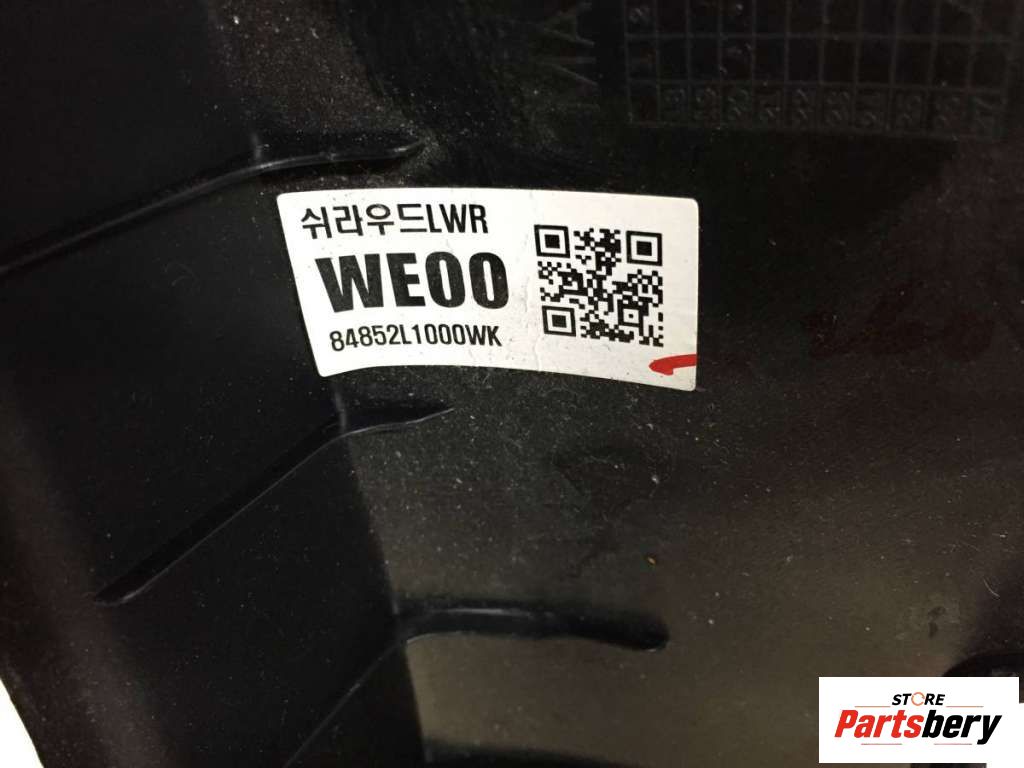 쉬라우드LWR
WE00
84852L1000WK
STORE
Partsbery